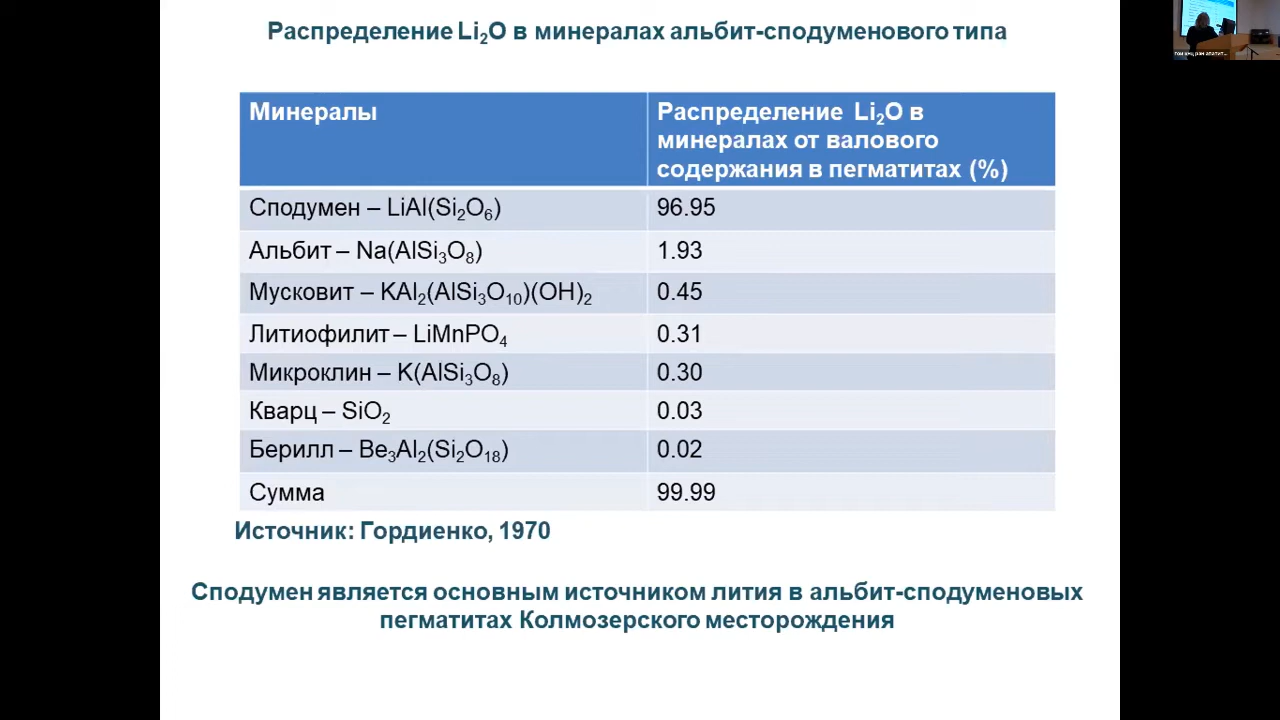 Распределение Li₂O в минералах альбит-сподуменового типа
Минералы
Распределение Li₂O в
минералах от валового
содержания в пегматитах (%)
Сподумен – LiAl(Si₂O₆)
96.95
Альбит – Na(AlSi₃O₈)
1.93
Мусковит – KAl₂(AlSi₃O₁₀)(OH)₂
0.45
Литиофилит – LiMnPO₄
0.31
Микроклин – K(AlSi₃O₈)
0.30
Кварц – SiO₂
0.03
Берилл – Be₃Al₂(Si₂O₁₈)
0.02
Сумма
99.99
Источник: Гордиенко, 1970
Сподумен является основным источником лития в альбит-сподуменовых
пегматитах Колмозерского месторождения